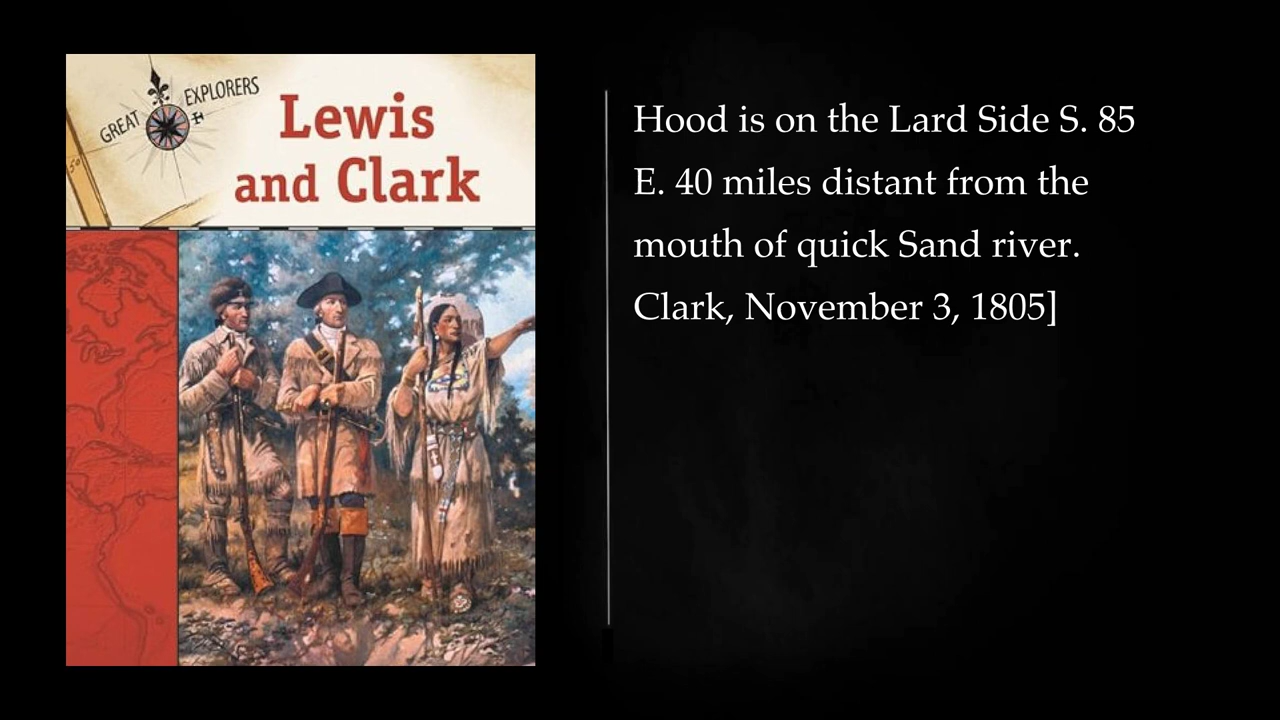 GREAT EXPLORERS
Lewis
and Clark
50
Hood is on the Lard Side S. 85
E. 40 miles distant from the
mouth of quick Sand river.
Clark, November 3, 1805]